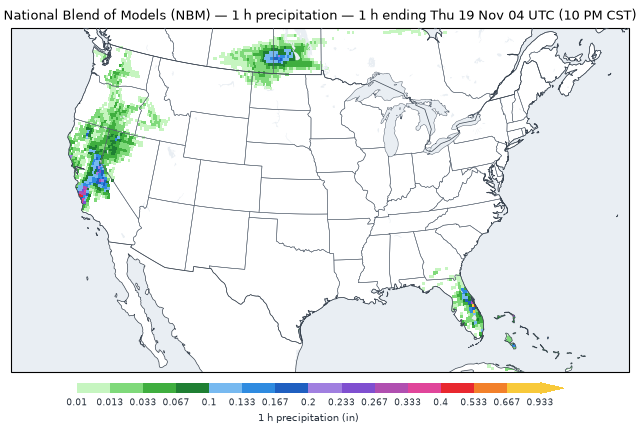 National Blend of Models (NBM) — 1 h precipitation — 1 h ending Thu 19 Nov 04 UTC (10 PM CST)
0.01 0.013 0.033 0.067 0.1 0.133 0.167 0.2 0.233 0.267 0.333 0.4 0.533 0.667 0.933
1 h precipitation (in)